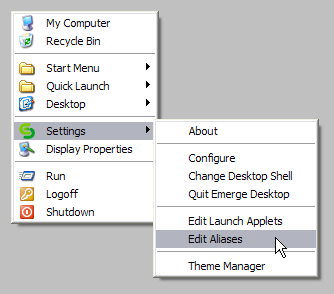 My Computer
Recycle Bin
Start Menu
Quick Launch
Desktop
Settings
Display Properties
Run
Logoff
Shutdown
About
Configure
Change Desktop Shell
Quit Emerge Desktop
Edit Launch Applets
Edit Aliases
Theme Manager